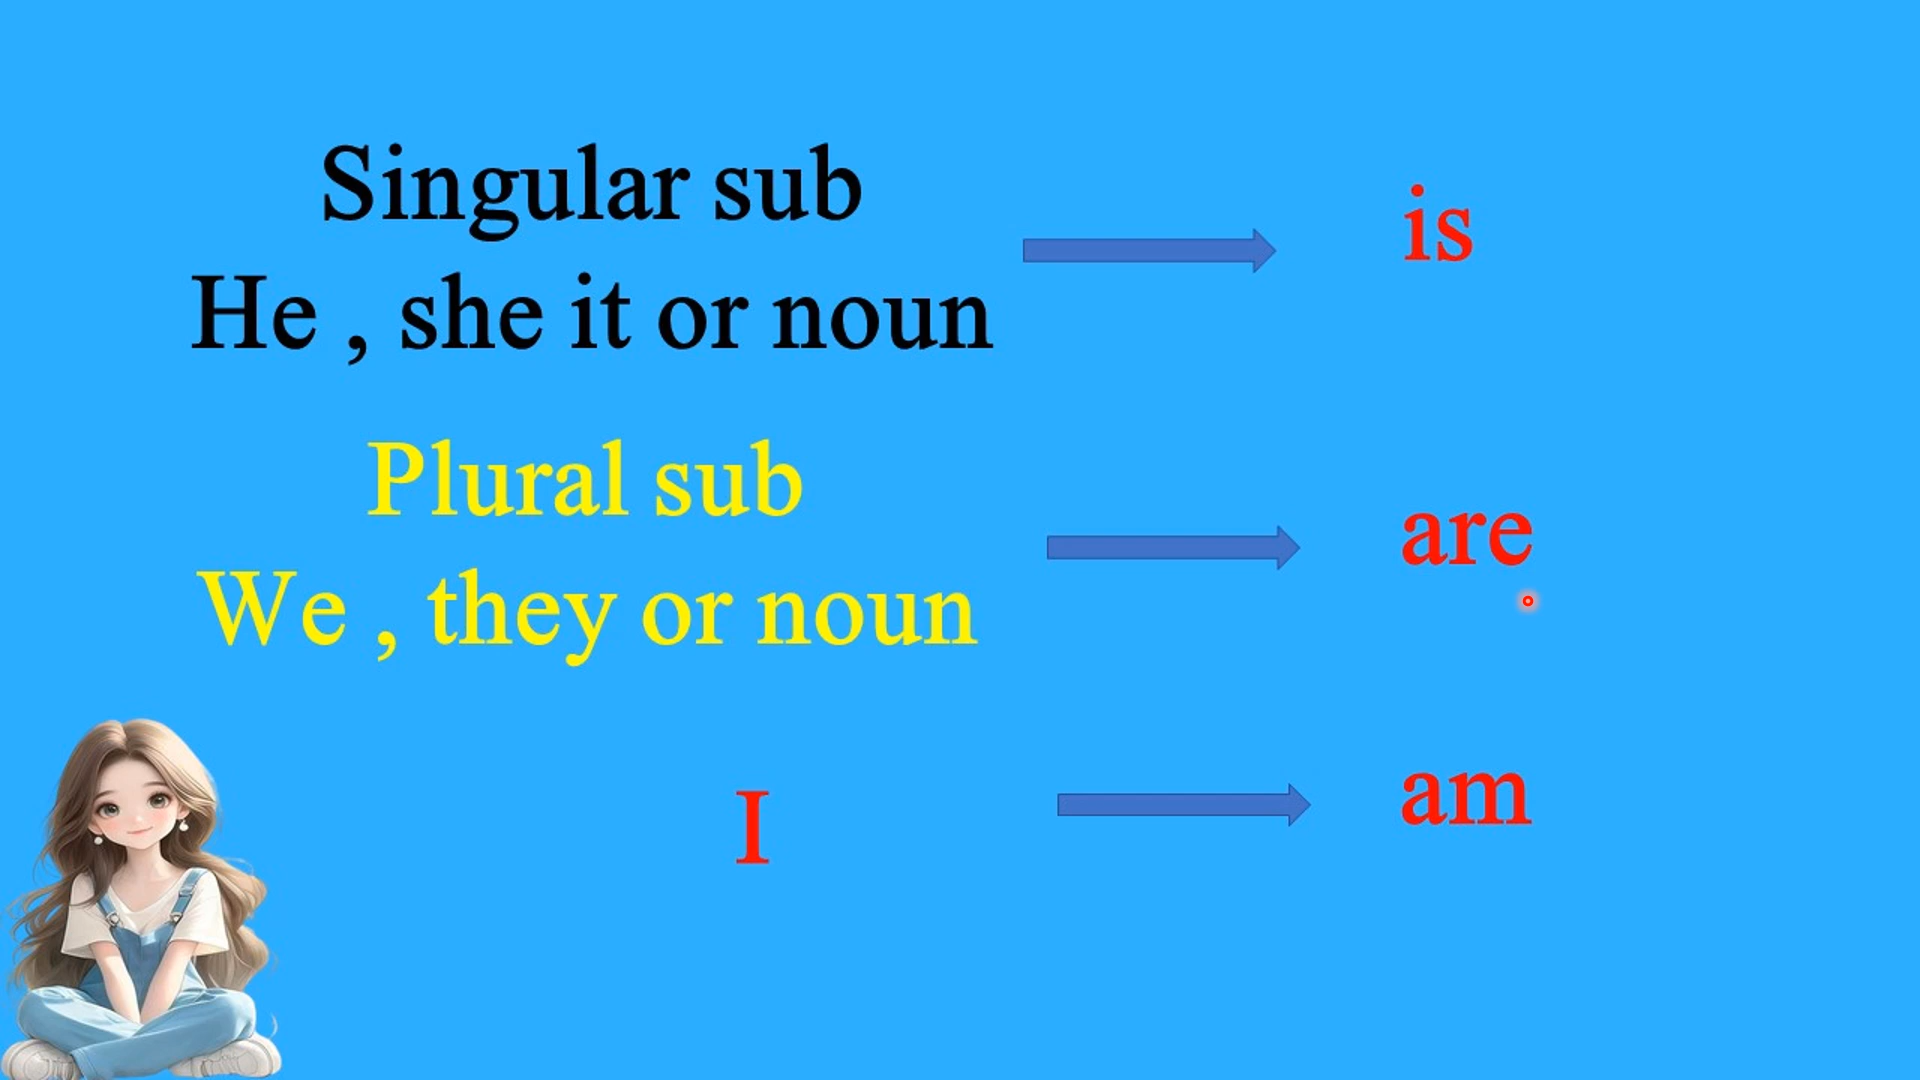 Singular sub
He , she it or noun
is
Plural sub
We , they or noun
are
I
am